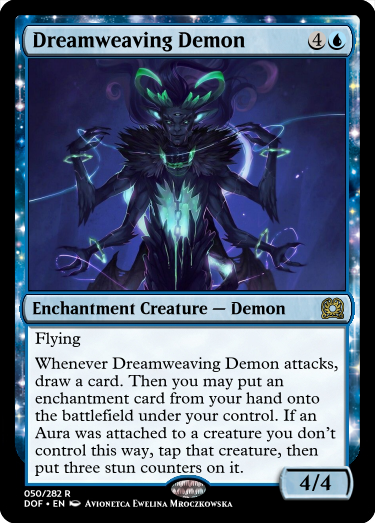 Dreamweaving Demon 4
Enchantment Creature — Demon
Flying
Whenever Dreamweaving Demon attacks,
draw a card. Then you may put an
enchantment card from your hand onto
the battlefield under your control. If an
Aura was attached to a creature you don’t
control this way, tap that creature, then
put three stun counters on it.
4/4
050/282 R
DOF • EN Avionetca Ewelina Mroczkowska